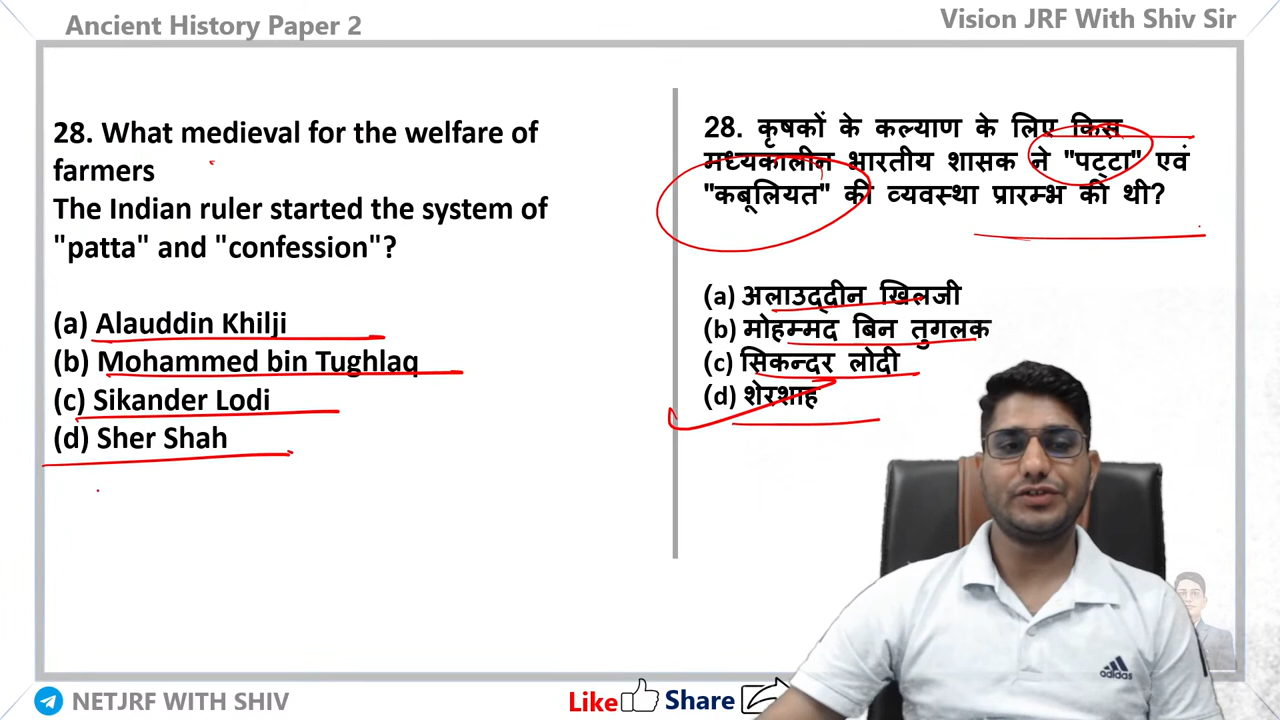 Ancient History Paper 2
Vision JRF With Shiv Sir
28. What medieval for the welfare of
farmers
The Indian ruler started the system of
"patta" and "confession"?
(a) Alauddin Khilji
(b) Mohammed bin Tughlaq
(c) Sikander Lodi
(d) Sher Shah
28. कृषकों के कल्याण के लिए किस
मध्यकालीन भारतीय शासक ने "पट्टा" एवं
"कबूलियत" की व्यवस्था प्रारम्भ की थी?
(a) अलाउद्दीन खिलजी
(b) मोहम्मद बिन तुगलक
(c) सिकन्दर लोदी
(d) शेरशाह
adidas
NETJRF WITH SHIV
Like Share